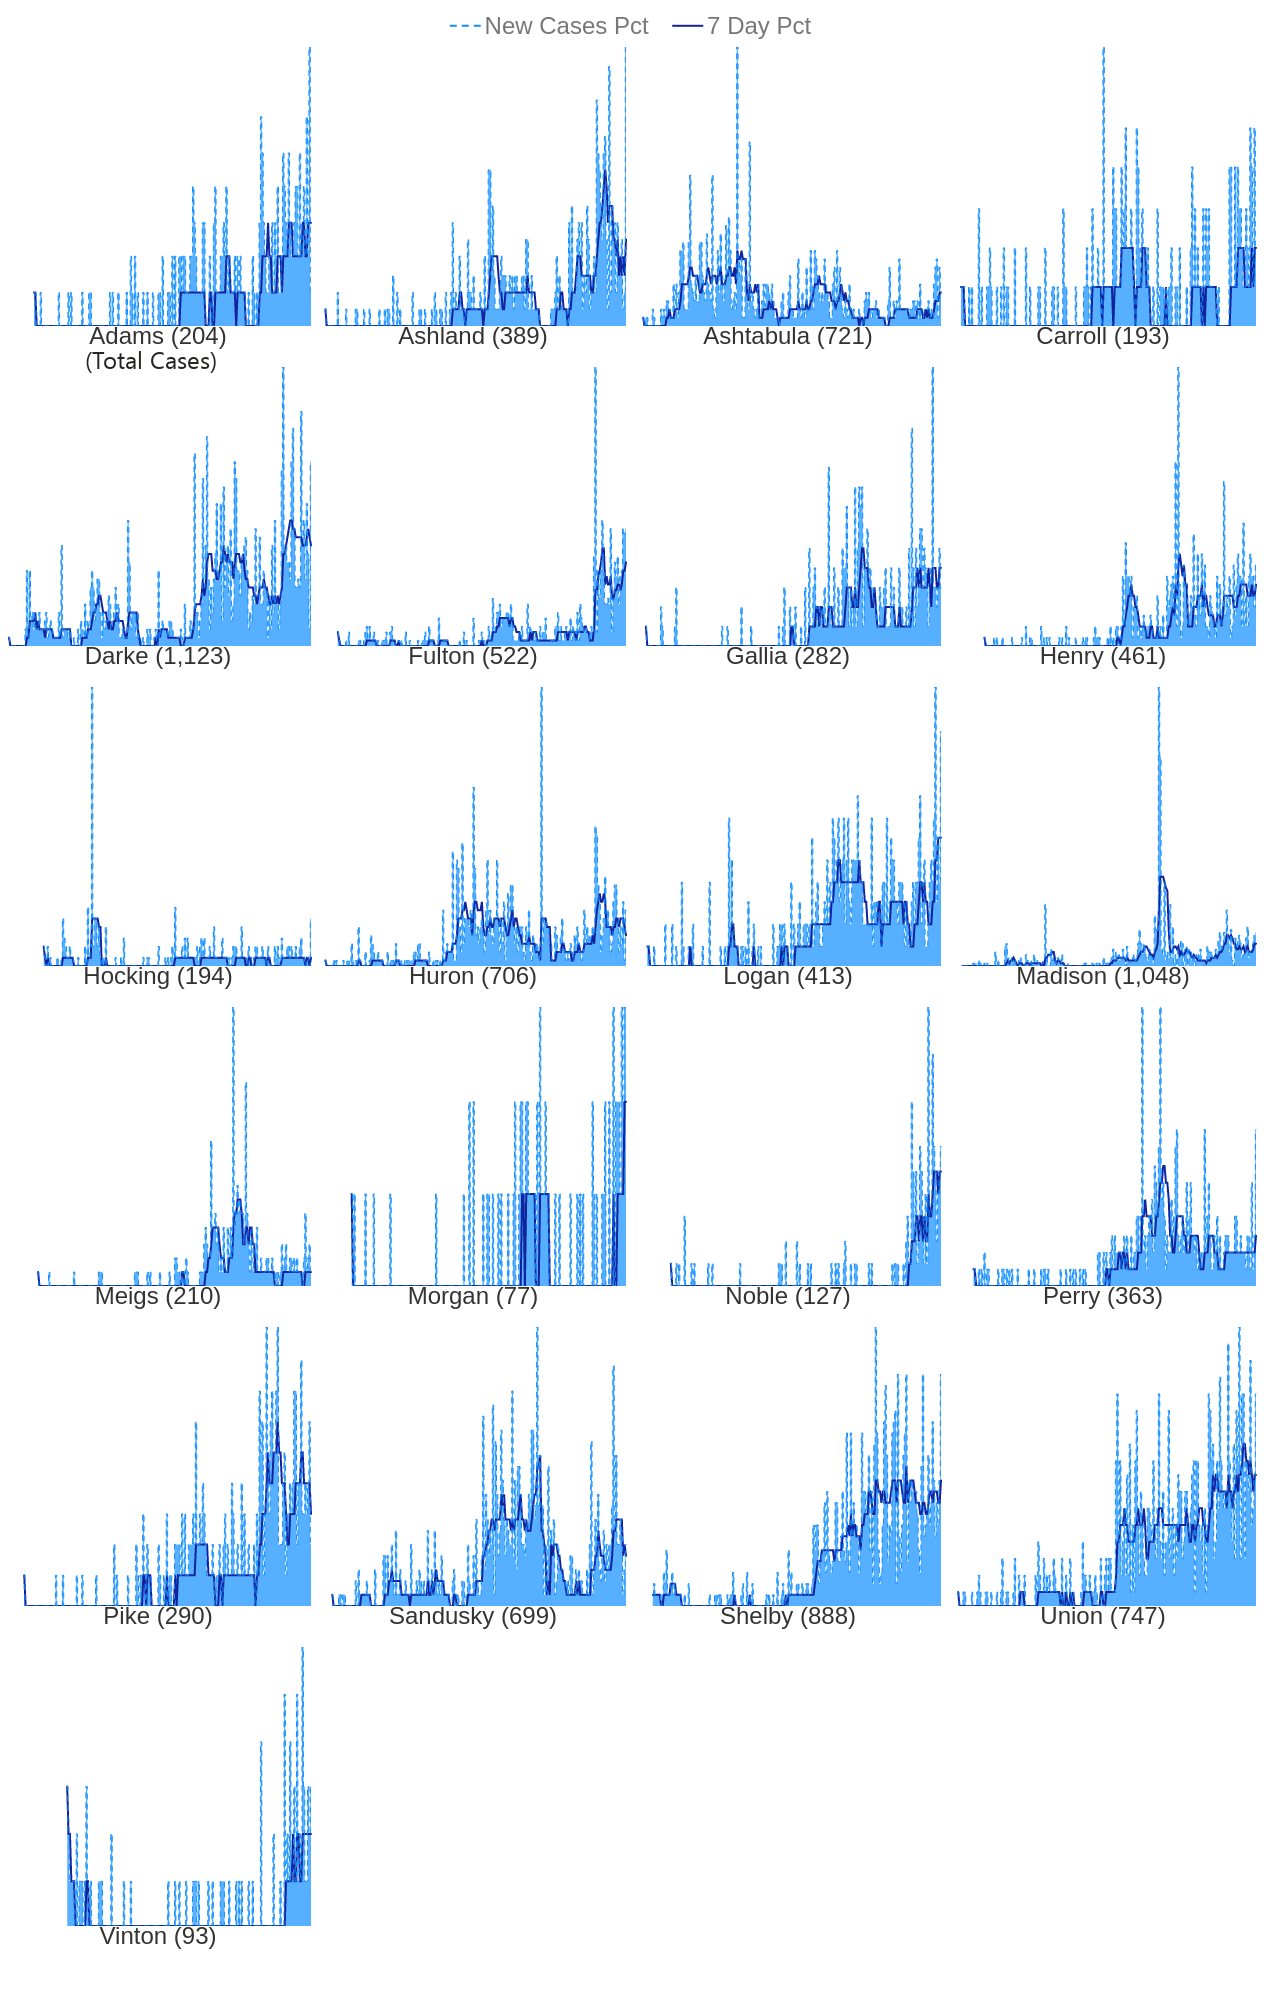 New Cases Pct 7 Day Pct
Adams (204) Ashland (389) Ashtabula (721) Carroll (193)
(Total Cases)
Darke (1,123) Fulton (522) Gallia (282) Henry (461)
Hocking (194) Huron (706) Logan (413) Madison (1,048)
Meigs (210) Morgan (77) Noble (127) Perry (363)
Pike (290) Sandusky (699) Shelby (888) Union (747)
Vinton (93)